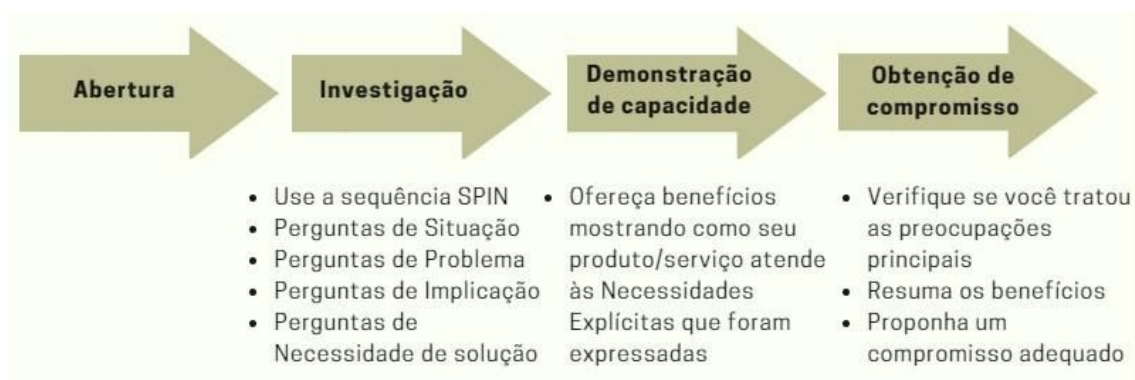 Abertura
Investigação
Demonstração
de capacidade
Obtenção de
compromisso
• Use a sequência SPIN
• Perguntas de Situação
• Perguntas de Problema
• Perguntas de Implicação
• Perguntas de
Necessidade de solução
• Ofereça benefícios
mostrando como seu
produto/serviço atende
às Necessidades
Explícitas que foram
expressadas
• Verifique se você tratou
as preocupações
principais
• Resuma os benefícios
• Proponha um
compromisso adequado